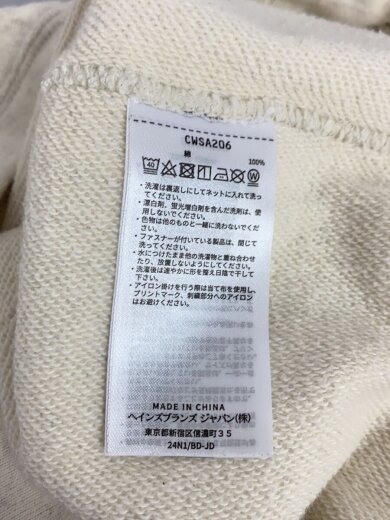 CWSA206
綿 100%
40
・洗濯は裏返しにしてネットに入れて洗ってください。
・漂白剤、蛍光増白剤を含んだ洗剤は、使用しないでください。
・色物は他のものと一緒に洗わないでください。
・ファスナーが付いている製品は、閉じて洗ってください。
・水につけたまま他の洗濯物と重ね合わせたり、放置しないようにしてください。
・洗濯後は速やかに形を整え日陰で干して下さい。
・アイロン掛けを行う際は当て布を使用し、プリントマーク、刺繍部分へのアイロンはお避けください。
MADE IN CHINA
ヘインズブランズ ジャパン(株)
東京都新宿区信濃町35
24N1/BD-JD